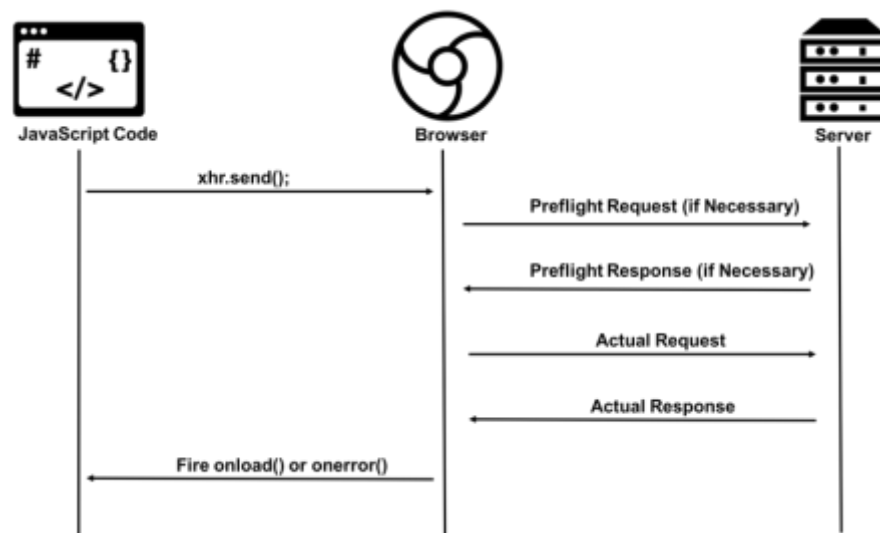 # {}
</>
JavaScript Code
Browser
Server
xhr.send();
Preflight Request (if Necessary)
Preflight Response (if Necessary)
Actual Request
Actual Response
Fire onload() or onerror()